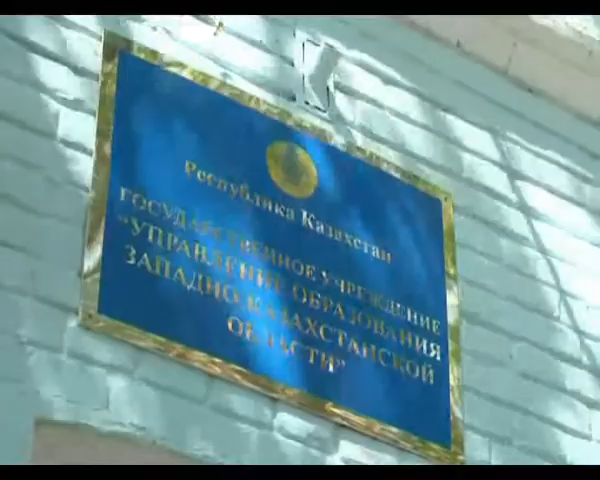 Республика Казахстан
ГОСУДАРСТВЕННОЕ УЧРЕЖДЕНИЕ
“УПРАВЛЕНИЕ ОБРАЗОВАНИЯ
ЗАПАДНО-КАЗАХСТАНСКОЙ
ОБЛАСТИ”